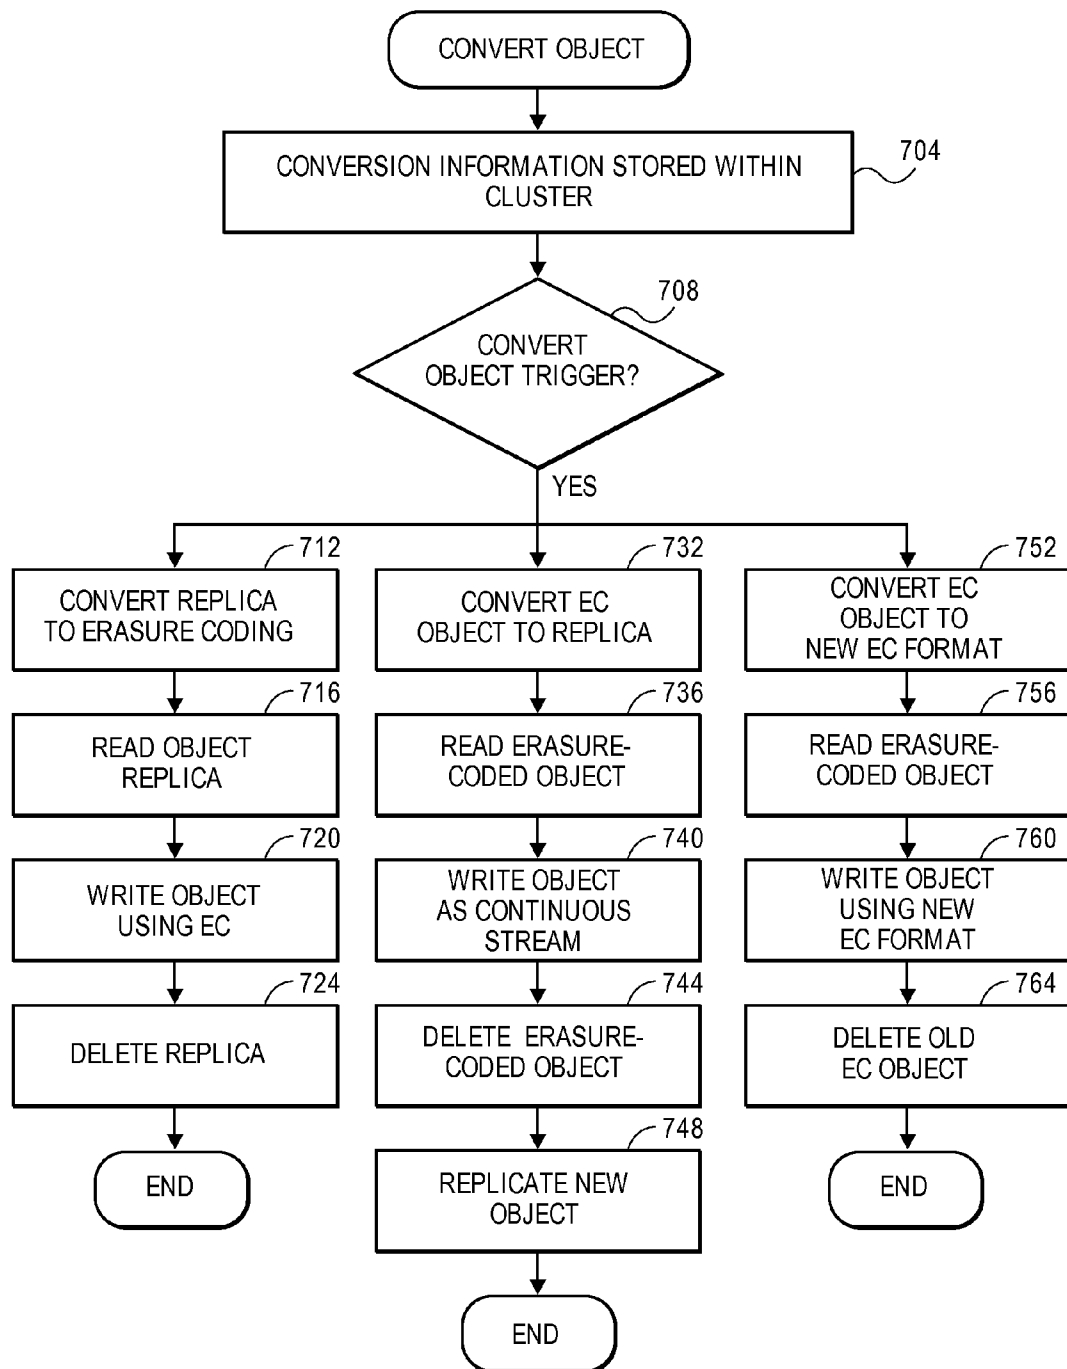 CONVERT OBJECT
CONVERSION INFORMATION STORED WITHIN
CLUSTER
704
708
CONVERT
OBJECT TRIGGER?
YES
712
CONVERT REPLICA
TO ERASURE CODING
716
READ OBJECT
REPLICA
720
WRITE OBJECT
USING EC
724
DELETE REPLICA
END
732
CONVERT EC
OBJECT TO REPLICA
736
READ ERASURE-
CODED OBJECT
740
WRITE OBJECT
AS CONTINUOUS
STREAM
744
DELETE ERASURE-
CODED OBJECT
748
REPLICATE NEW
OBJECT
END
752
CONVERT EC
OBJECT TO
NEW EC FORMAT
756
READ ERASURE-
CODED OBJECT
760
WRITE OBJECT
USING NEW
EC FORMAT
764
DELETE OLD
EC OBJECT
END